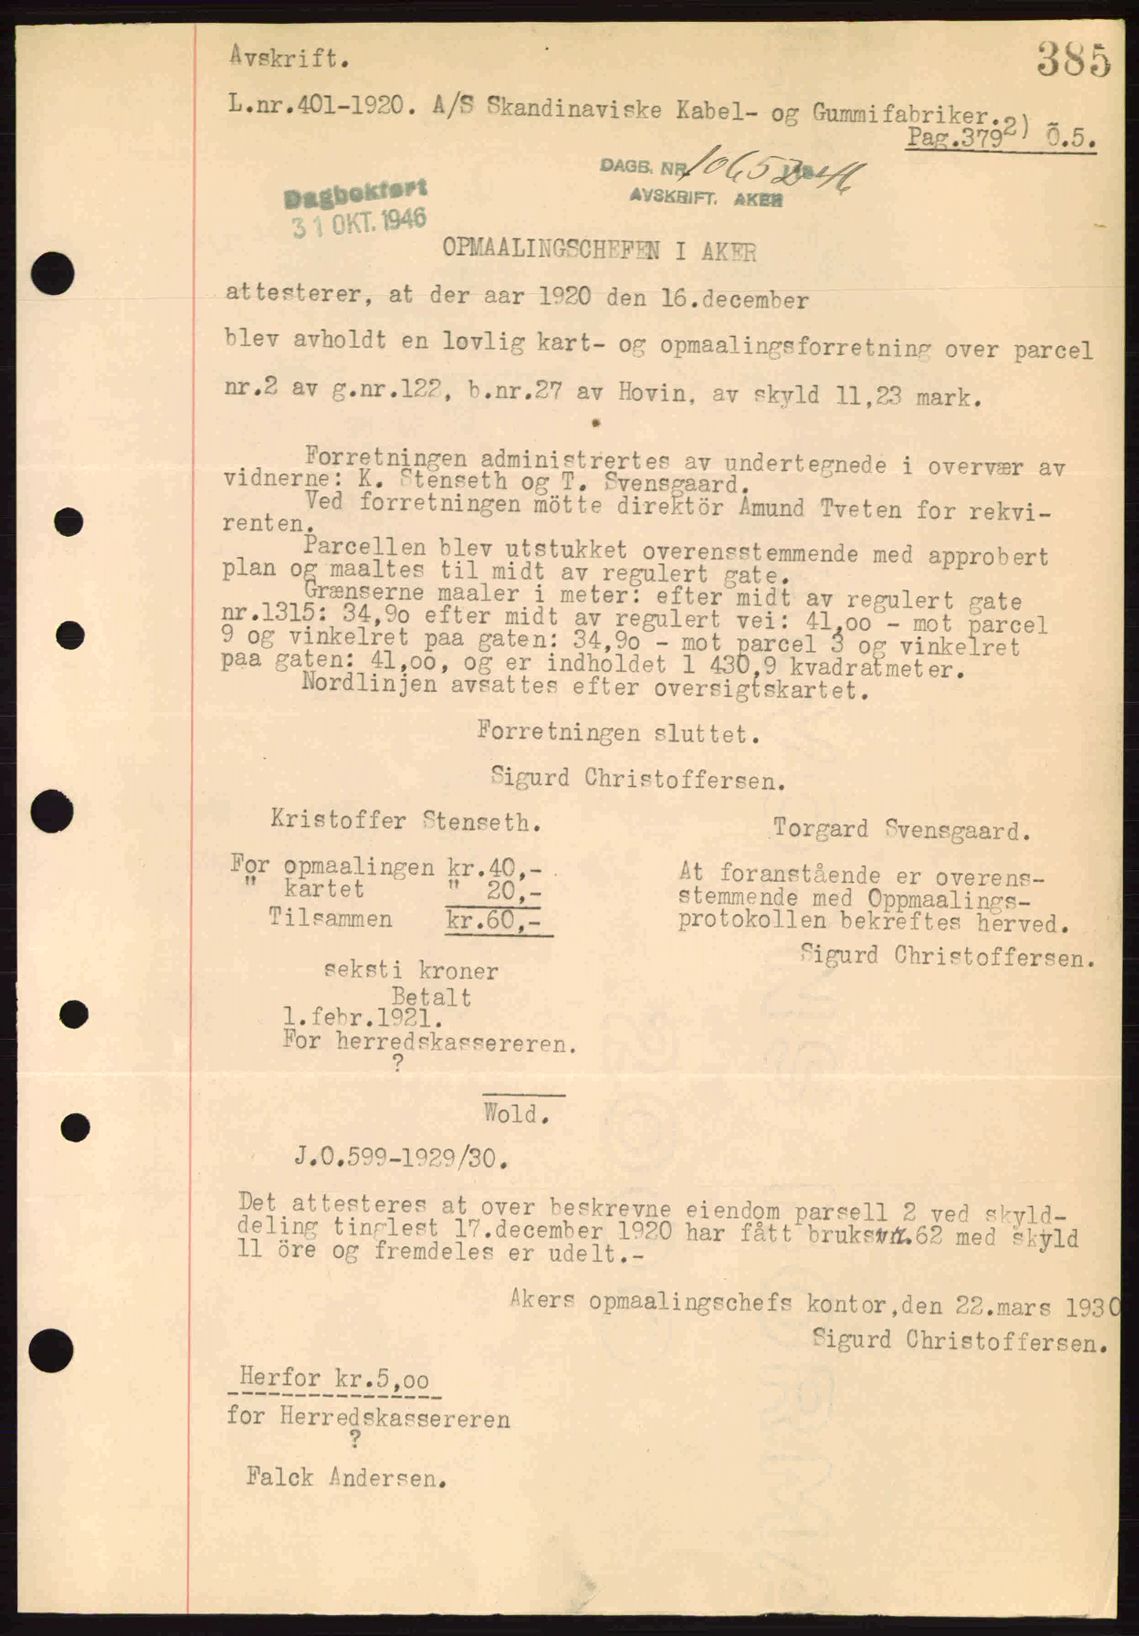 385
Avskrift.
L.nr.401-1920. A/S Skandinaviske Kabel- og Gummifabriker.
Pag.379 2) Ö.5.
DAGB. NR. 10653 1946
AVSKRIFT. AKER
Dagbokført
31 OKT. 1946
OPMAALINGSCHEFEN I AKER
attesterer, at der aar 1920 den 16.december
blev avholdt en lovlig kart- og opmaalingsforretning over parcel
nr.2 av g.nr.122, b.nr.27 av Hovin, av skyld 11,23 mark.
Forretningen administrertes av undertegnede i overvær av
vidnerne: K. Stenseth og T. Svensgaard.
Ved forretningen mötte direktör Amund Tveten for rekvi-
renten.
Parcellen blev utstukket overensstemmende med approbert
plan og maaltes til midt av regulert gate.
Grænserne maaler i meter: efter midt av regulert gate
nr.1315: 34,9o efter midt av regulert vei: 41,oo - mot parcel
9 og vinkelret paa gaten: 34,9o - mot parcel 3 og vinkelret
paa gaten: 41,oo, og er indholdet 1 430,9 kvadratmeter.
Nordlinjen avsattes efter oversigtskartet.
Forretningen sluttet.
Sigurd Christoffersen.
Kristoffer Stenseth.
Torgard Svensgaard.
For opmaalingen kr.40,-
" kartet " 20,-
Tilsammen kr.60,-
At foranstående er overens-
stemmende med Oppmaalings-
protokollen bekreftes herved.
Sigurd Christoffersen.
seksti kroner
Betalt
1.febr.1921.
For herredskassereren.
?
Wold.
J.O.599-1929/30.
Det attesteres at over beskrevne eiendom parsell 2 ved skyld-
deling tinglest 17.december 1920 har fått bruksnr.62 med skyld
11 öre og fremdeles er udelt.-
Akers opmaalingschefs kontor,den 22.mars 1930
Sigurd Christoffersen.
Herfor kr.5,oo
for Herredskassereren
?
Falck Andersen.